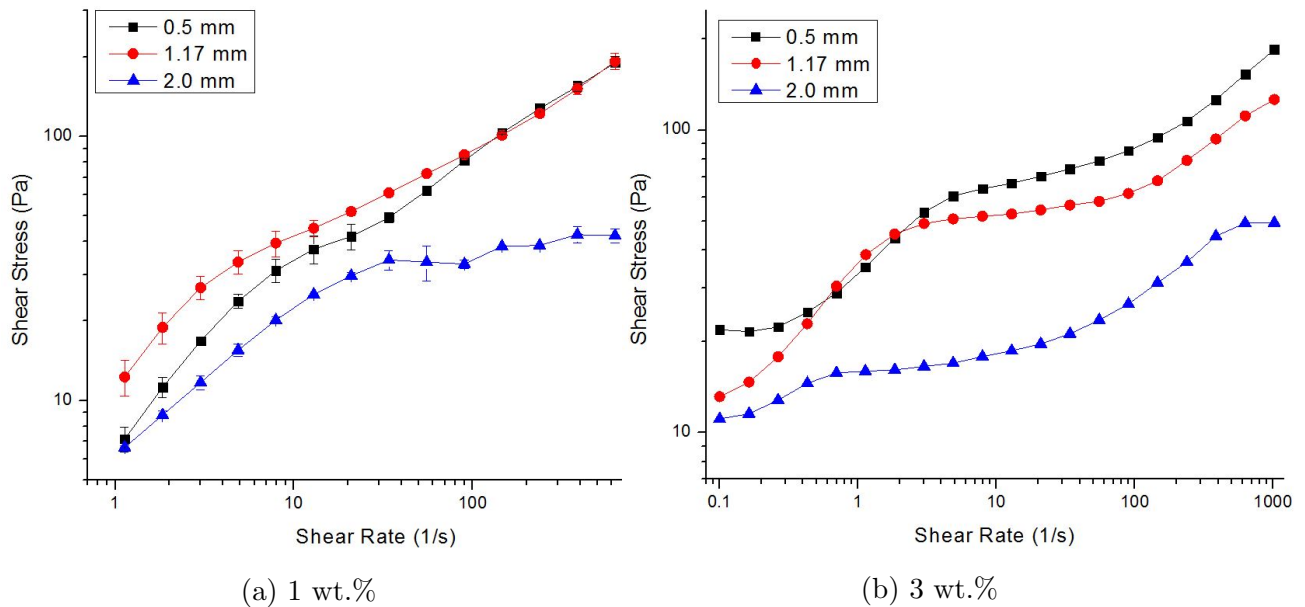 0.5 mm
1.17 mm
2.0 mm
100
10
Shear Stress (Pa)
1 10 100
Shear Rate (1/s)
(a) 1 wt.%
0.5 mm
1.17 mm
2.0 mm
100
10
Shear Stress (Pa)
0.1 1 10 100 1000
Shear Rate (1/s)
(b) 3 wt.%